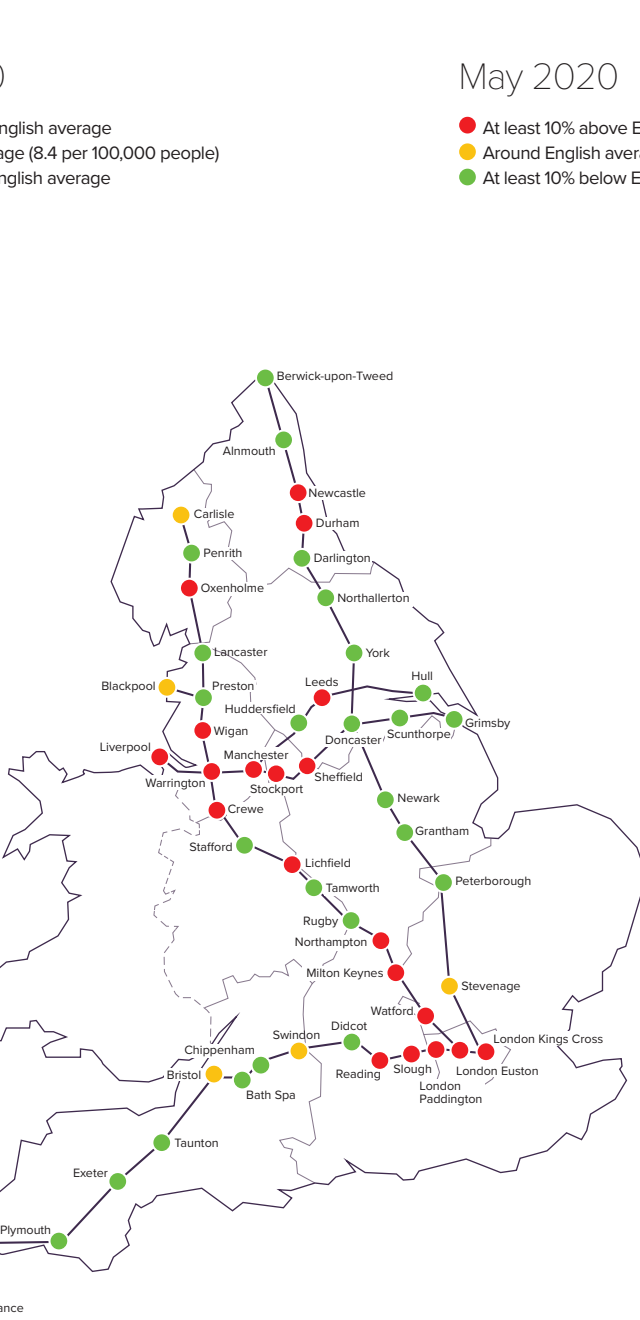 May 2020
nglish average
age (8.4 per 100,000 people)
nglish average
At least 10% above E
Around English aver
At least 10% below E
Berwick-upon-Tweed
Alnmouth
Newcastle
Carlisle
Durham
Penrith
Darlington
Oxenholme
Northallerton
Lancaster
York
Hull
Leeds
Blackpool
Preston
Huddersfield
Grimsby
Wigan
Doncaster
Scunthorpe
Liverpool
Manchester
Sheffield
Warrington
Stockport
Newark
Crewe
Grantham
Stafford
Lichfield
Peterborough
Tamworth
Rugby
Northampton
Milton Keynes
Stevenage
Watford
Didcot
Swindon
London Kings Cross
Chippenham
Slough
London Euston
Bristol
Reading
London
Paddington
Bath Spa
Taunton
Exeter
Plymouth
ance